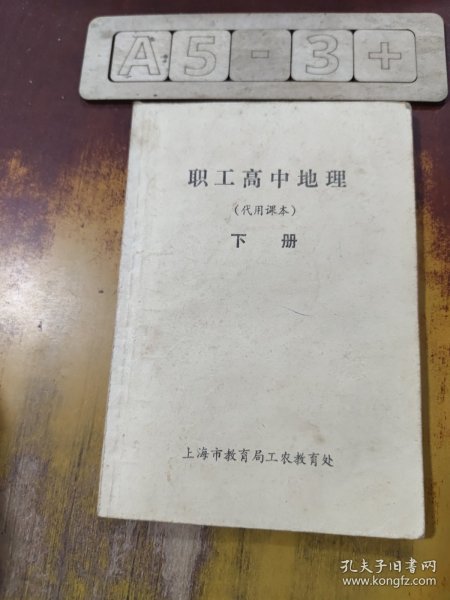 A5-3+
职工高中地理
（代用课本）
下 册
上海市教育局工农教育处
孔夫子旧书网
www.kongfz.com